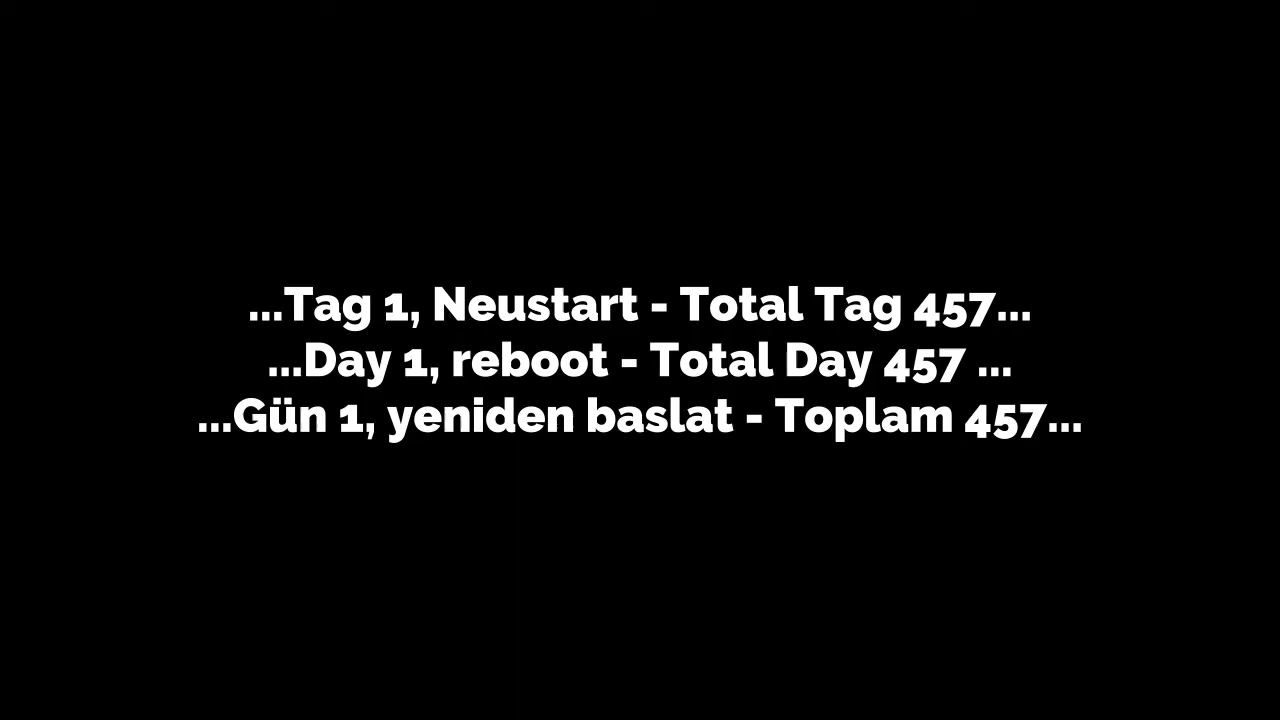 ...Tag 1, Neustart - Total Tag 457...
...Day 1, reboot - Total Day 457 ...
...Gün 1, yeniden baslat - Toplam 457...